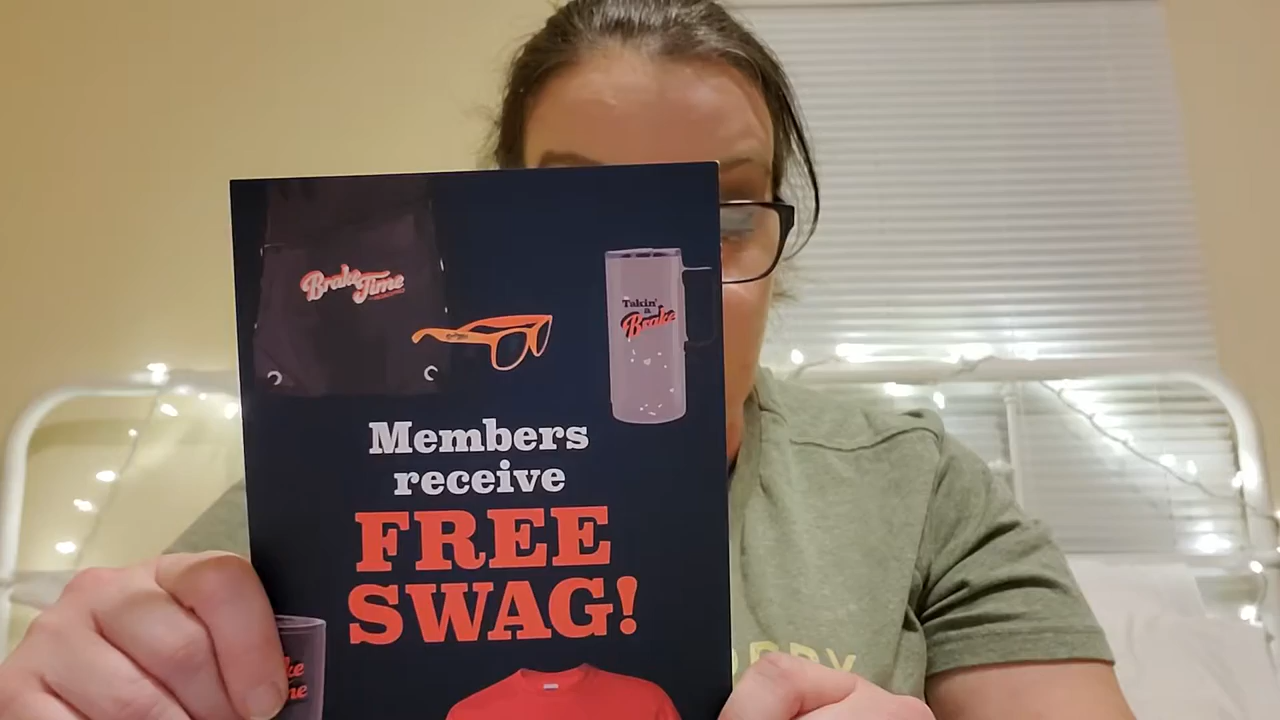 Brake Time
Takin'
a
Brake
Members
receive
FREE
SWAG!